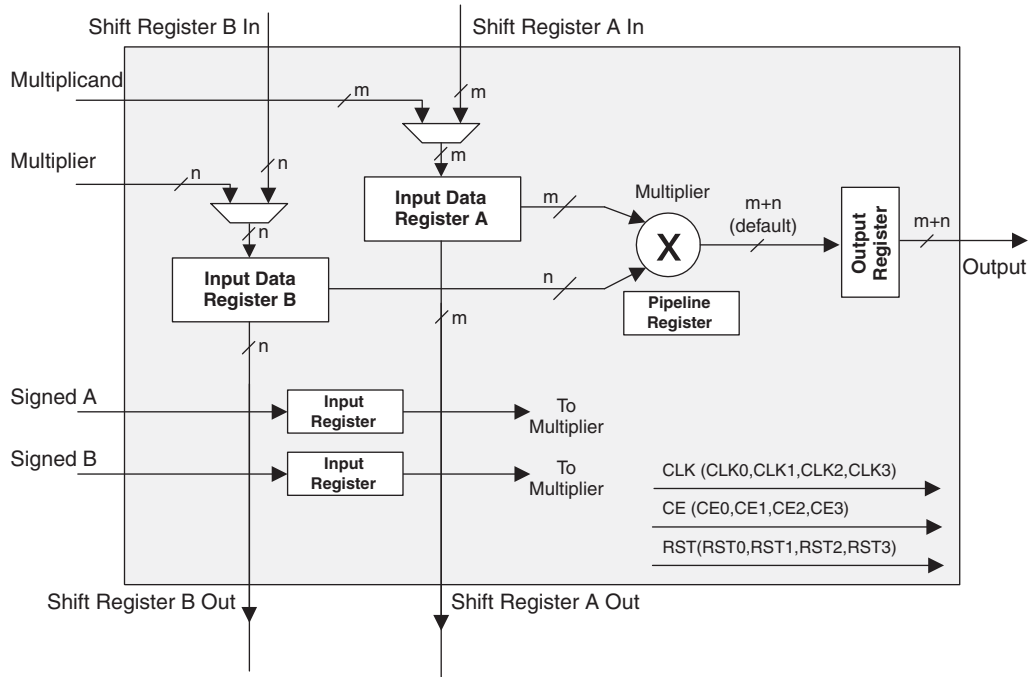 Shift Register B In
Shift Register A In
Multiplicand
m
m
Multiplier
n
n
m
Input Data
Register A
m
Multiplier
m+n
(default)
m+n
n
X
Output
Register
Output
Input Data
Register B
n
Pipeline
Register
m
n
Signed A
Input
Register
To
Multiplier
Signed B
Input
Register
To
Multiplier
CLK (CLK0,CLK1,CLK2,CLK3)
CE (CE0,CE1,CE2,CE3)
RST(RST0,RST1,RST2,RST3)
Shift Register B Out
Shift Register A Out